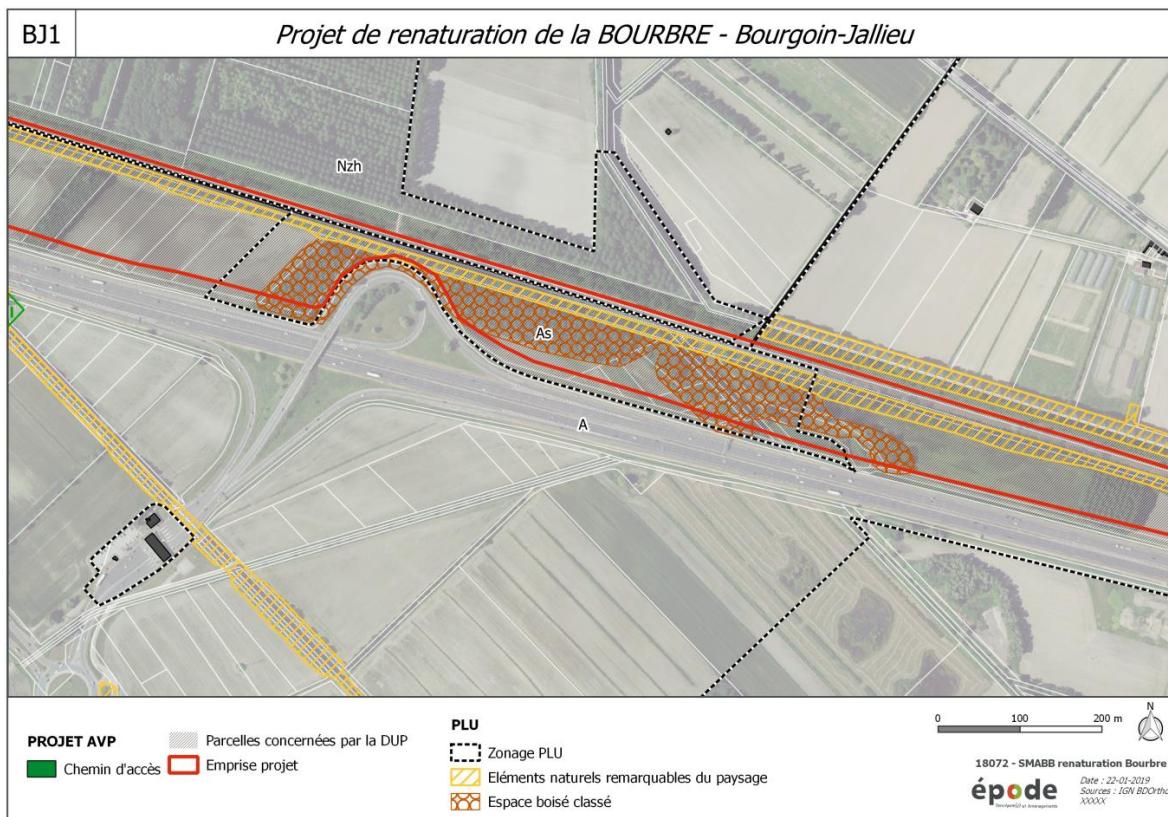 BJ1
Projet de renaturation de la BOURBRE - Bourgoin-Jallieu
Nzh
As
A
PROJET AVP
Chemin d'accès
Parcelles concernées par la DUP
Emprise projet
PLU
Zonage PLU
Eléments naturels remarquables du paysage
Espace boisé classé
0 100 200 m
N
18072 - SMABB renaturation Bourbre
épode
Date : 22-01-2019
Sources : IGN BDOrtho
XXXXX